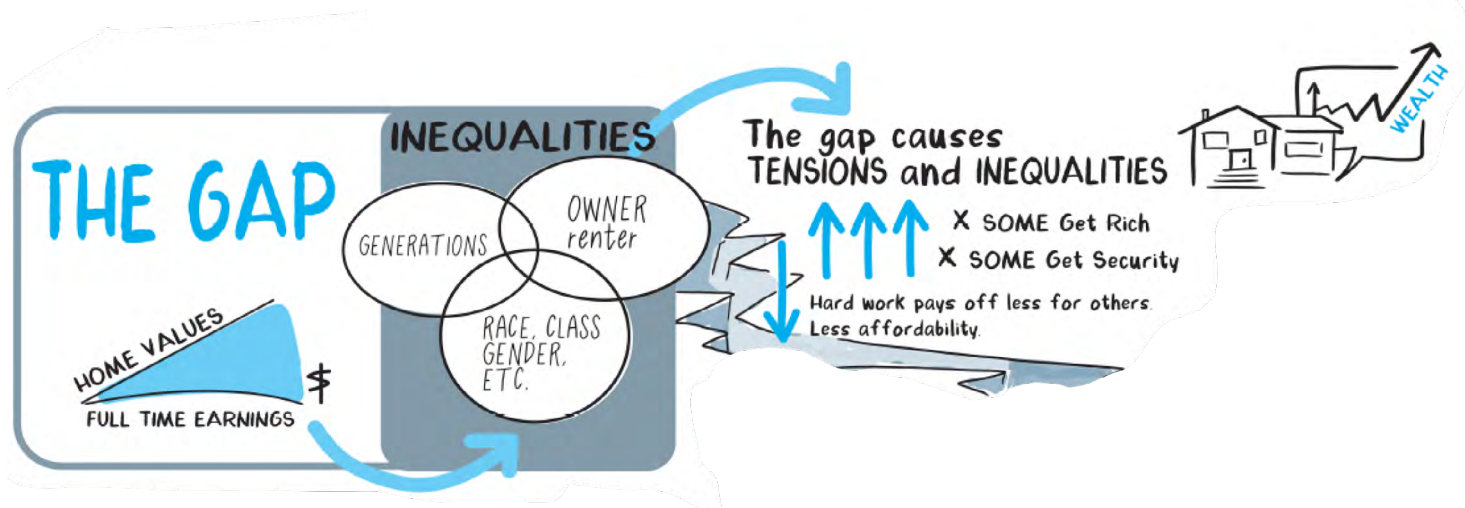 THE GAP
HOME VALUES
$
FULL TIME EARNINGS
INEQUALITIES
GENERATIONS
OWNER
renter
RACE, CLASS
GENDER,
ETC.
The gap causes
TENSIONS and INEQUALITIES
X SOME Get Rich
X SOME Get Security
Hard work pays off less for others.
Less affordability.
WEALTH